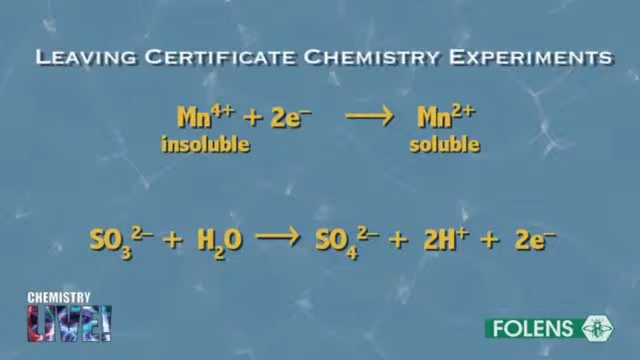 LEAVING CERTIFICATE CHEMISTRY EXPERIMENTS
Mn⁴⁺ + 2e⁻ ⟶ Mn²⁺
insoluble soluble
SO₃²⁻ + H₂O ⟶ SO₄²⁻ + 2H⁺ + 2e⁻
CHEMISTRY
LIVE!
FOLENS